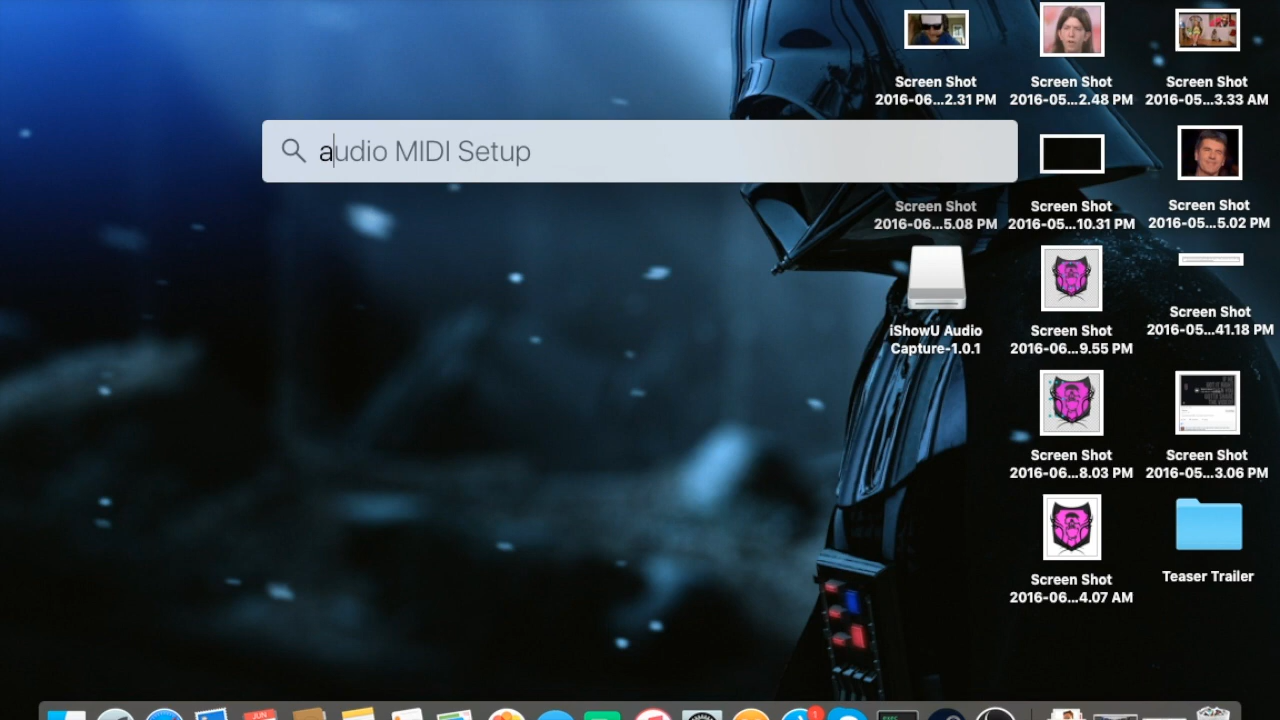 Screen Shot
2016-06...2.31 PM
Screen Shot
2016-05...2.48 PM
Screen Shot
2016-05...3.33 AM
audio MIDI Setup
Screen Shot
2016-06...5.08 PM
Screen Shot
2016-05...10.31 PM
Screen Shot
2016-05...5.02 PM
iShowU Audio
Capture-1.0.1
Screen Shot
2016-06...9.55 PM
Screen Shot
2016-05...41.18 PM
Screen Shot
2016-06...8.03 PM
Screen Shot
2016-05...3.06 PM
Screen Shot
2016-06...4.07 AM
Teaser Trailer
JUN
1